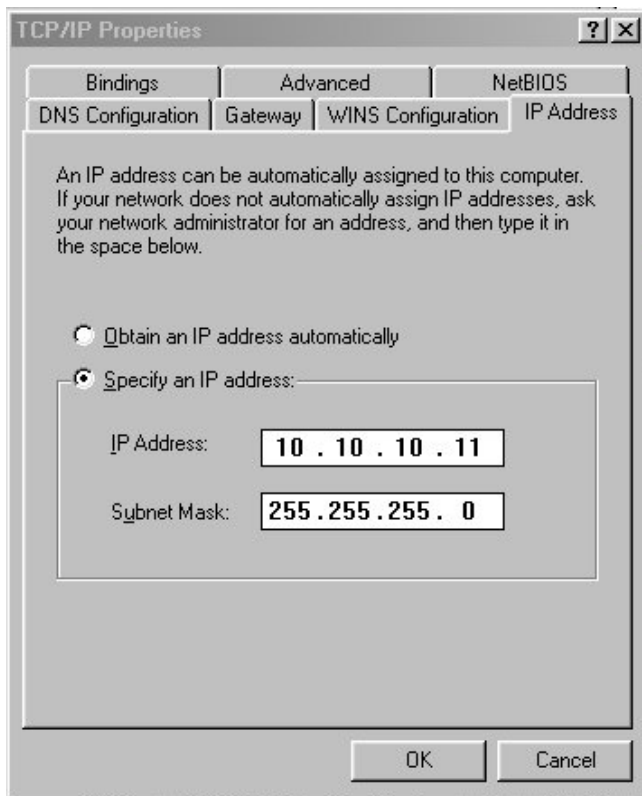 TCP/IP Properties
Bindings
Advanced
NetBIOS
DNS Configuration
Gateway
WINS Configuration
IP Address
An IP address can be automatically assigned to this computer.
If your network does not automatically assign IP addresses, ask
your network administrator for an address, and then type it in
the space below.
Obtain an IP address automatically
Specify an IP address:
IP Address: 10 . 10 . 10 . 11
Subnet Mask: 255.255.255. 0
OK
Cancel